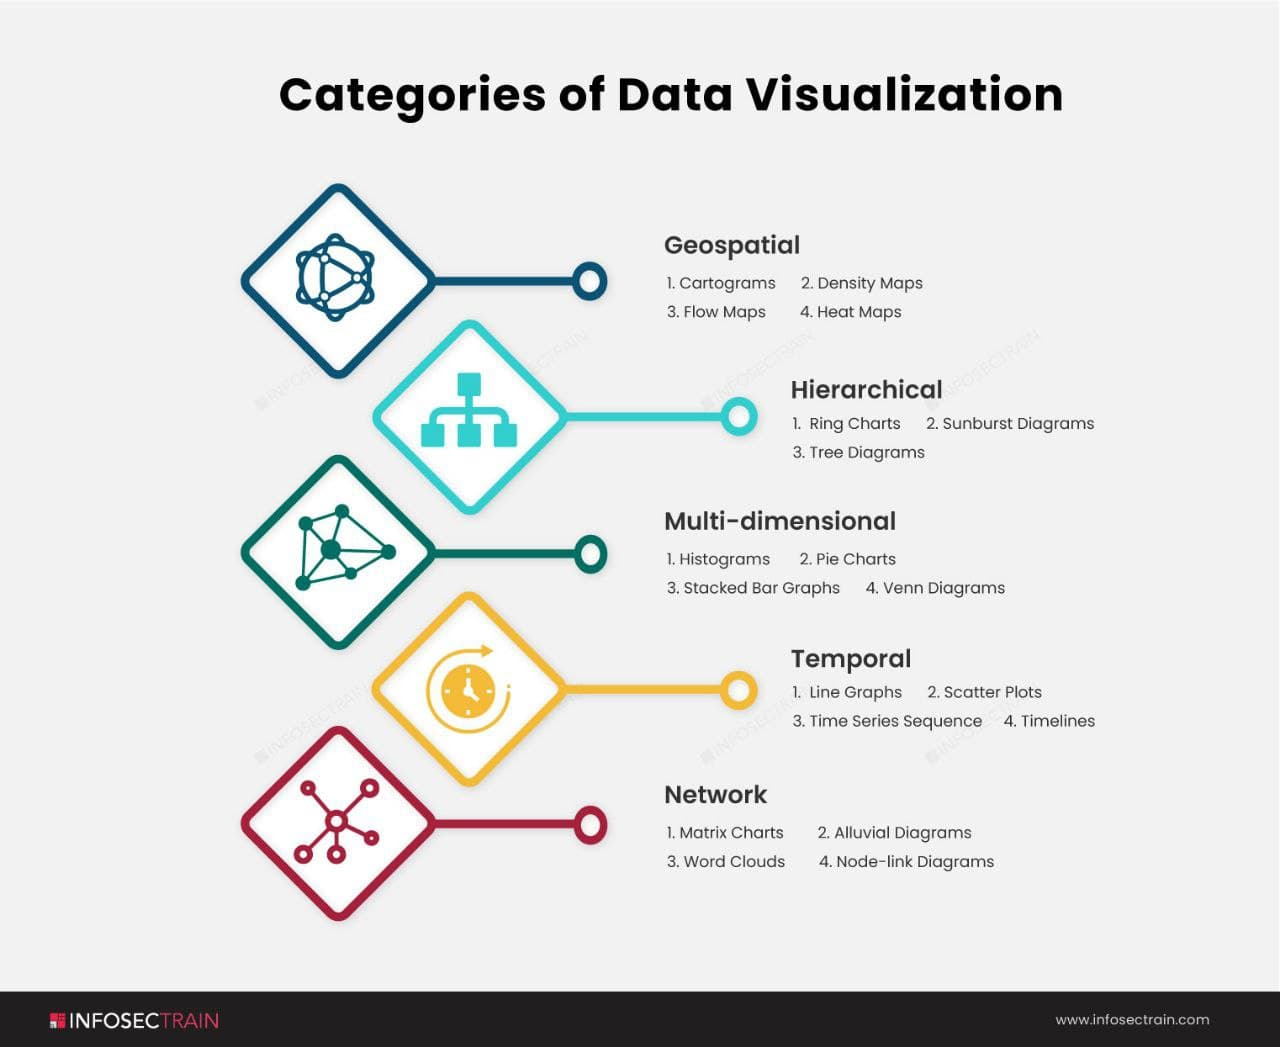 Categories of Data Visualization
Geospatial
1. Cartograms 2. Density Maps
3. Flow Maps 4. Heat Maps
Hierarchical
1. Ring Charts 2. Sunburst Diagrams
3. Tree Diagrams
Multi-dimensional
1. Histograms 2. Pie Charts
3. Stacked Bar Graphs 4. Venn Diagrams
Temporal
1. Line Graphs 2. Scatter Plots
3. Time Series Sequence 4. Timelines
Network
1. Matrix Charts 2. Alluvial Diagrams
3. Word Clouds 4. Node-link Diagrams
INFOSECTRAIN
www.infosectrain.com